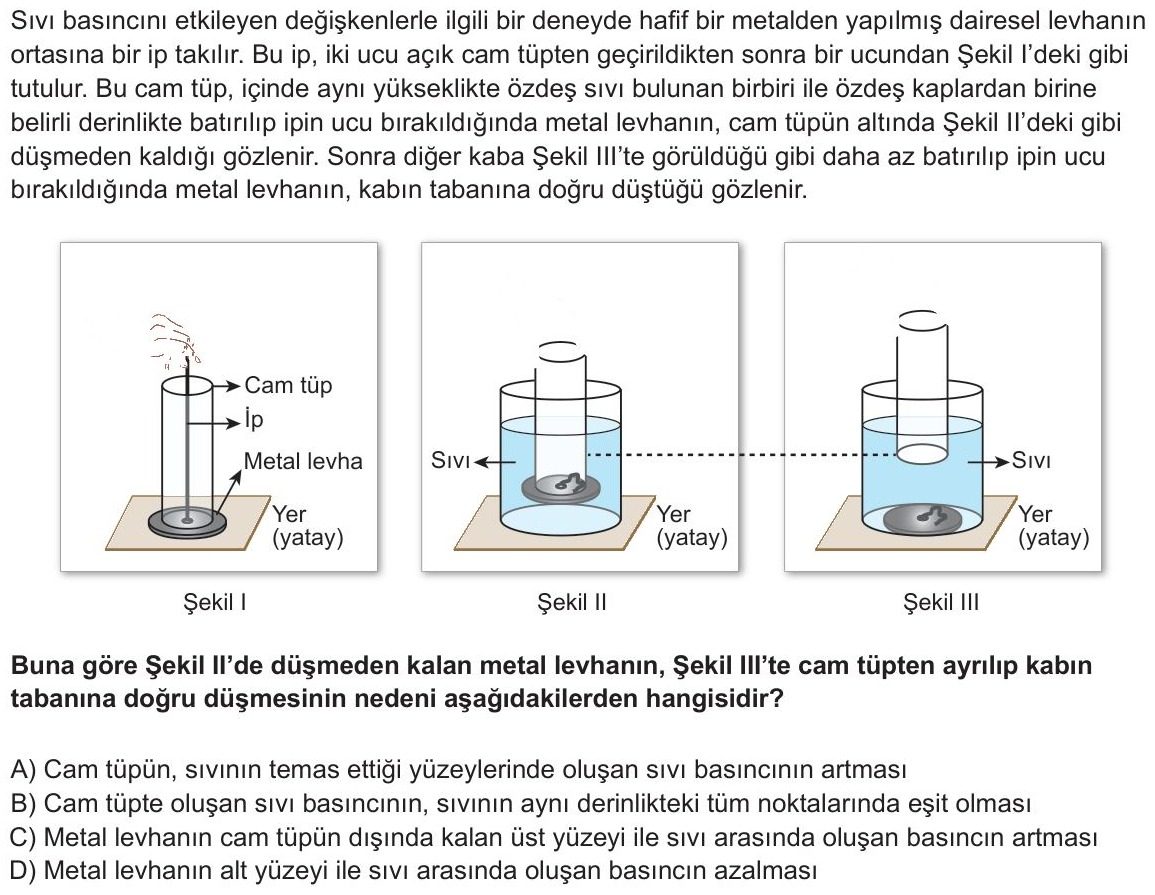 Sıvı basıncını etkileyen değişkenlerle ilgili bir deneyde hafif bir metalden yapılmış dairesel levhanın
ortasına bir ip takılır. Bu ip, iki ucu açık cam tüpten geçirildikten sonra bir ucundan Şekil I’deki gibi
tutulur. Bu cam tüp, içinde aynı yükseklikte özdeş sıvı bulunan birbiri ile özdeş kaplardan birine
belirli derinlikte batırılıp ipin ucu bırakıldığında metal levhanın, cam tüpün altında Şekil II’deki gibi
düşmeden kaldığı gözlenir. Sonra diğer kaba Şekil III’te görüldüğü gibi daha az batırılıp ipin ucu
bırakıldığında metal levhanın, kabın tabanına doğru düştüğü gözlenir.
Cam tüp
İp
Metal levha
Yer
(yatay)
Şekil I
Sıvı
Yer
(yatay)
Şekil II
Sıvı
Yer
(yatay)
Şekil III
Buna göre Şekil II’de düşmeden kalan metal levhanın, Şekil III’te cam tüpten ayrılıp kabın
tabanına doğru düşmesinin nedeni aşağıdakilerden hangisidir?
A) Cam tüpün, sıvının temas ettiği yüzeylerinde oluşan sıvı basıncının artması
B) Cam tüpte oluşan sıvı basıncının, sıvının aynı derinlikteki tüm noktalarında eşit olması
C) Metal levhanın cam tüpün dışında kalan üst yüzeyi ile sıvı arasında oluşan basıncın artması
D) Metal levhanın alt yüzeyi ile sıvı arasında oluşan basıncın azalması